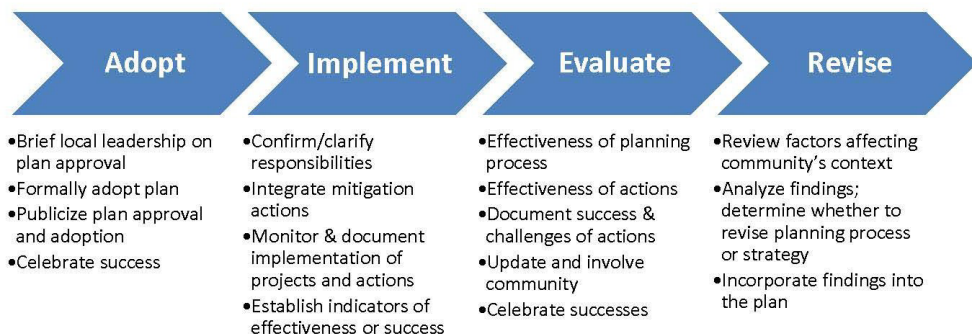 Adopt
•Brief local leadership on
plan approval
•Formally adopt plan
•Publicize plan approval
and adoption
•Celebrate success
Implement
•Confirm/clarify
responsibilities
•Integrate mitigation
actions
•Monitor & document
implementation of
projects and actions
•Establish indicators of
effectiveness or success
Evaluate
•Effectiveness of planning
process
•Effectiveness of actions
•Document success &
challenges of actions
•Update and involve
community
•Celebrate successes
Revise
•Review factors affecting
community's context
•Analyze findings;
determine whether to
revise planning process
or strategy
•Incorporate findings into
the plan